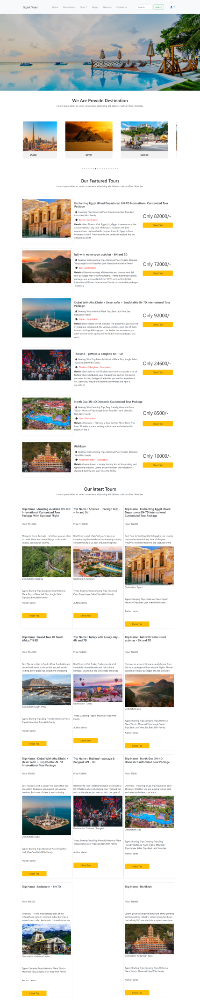 Gujrat Tours
Home
Destinations
Trips
Blogs
About us
Contact us
Search
Search
We Are Provide Destination
Lorem ipsum dolor sit, amet consectetur adipisicing elit. Labore, nostrum illum. Voluptas.
Dubai
Egypt
Europe
Our Featured Tours
Lorem ipsum dolor sit, amet consectetur adipisicing elit. Labore, nostrum illum. Voluptas.
Enchanting Egypt (Fixed Departures) 6N-7D International Customized Tour
Package
Camping Trips,Historical Place Trips,In Mountail Trips,Best
Lack View,With Family
Egypt - Destination
Details : Best Time to Visit Egypt\\r\\nEgypt is one country that
can be visited at any time of the year. However, the best
moments are captured while on your travel to Egypt is from
February to April. These months are perfect to explore the top
attractions like th
Only 82000/-
Check Trip
bali with water sport activites - 6N and 7D
Boating Trips,Camping Trips,Historical Place Trips,In Mountail
Trips,Jungle Safari Trips,Best Lack View,Sea Bath,With Family
Bali - Destination
Details : Discover an array of itineraries and choose from Bali
tour packages with or without flights. Theme-based Bali holiday
packages are also available from SOTC such as Simply Bali,
International Winter, International Cruise, customizable packages.
To assist y
Only 72000/-
Check Trip
Dubai With Abu Dhabi + Deser safar + Burj khalifa 6N-7D International Tour
Package
Boating Trips,Historical Place Trips,Best Lack View,Sea
Bath,With Family
Dubai - Destination
Details : Best Places to visit in Dubai The places that you can visit
in Dubai are segregated into various sections. Each one of them
is worth visiting. Although you can decide the attractions you
want to cover while opting for the Dubai tourist packages, you
can s
Only 92000/-
Check Trip
Thailand – pattaya & Bangkok 4N – 5D
Boating Trips,Dog Friendly,Historical Place Trips,Jungle Safari
Trips,Sea Bath,With Family
Thailand / Bangkok - Destination
Details : Best time to visit Thailand You have to consider a lot of
factors when scheduling your Thailand trip, such as the places
you want to visit, the type of activities you want to experience,
etc. Generally, the period between November and April is
considered
Only 24600/-
Check Trip
North Goa 3N-4D Domestic Customized Tour Package
Boating Trips,Camping Trips,Dog Friendly,Historical Place
Trips,In Mountail Trips,Jungle Safari Trips,Best Lack View,Sea
Bath,With Family
Goa - Destination
Details : Overview :- Planning a Goa Trip Has Never Been This
Easy: Whether you are looking to kick back and relax by the
beach, or are a
Only 8500/-
Check Trip
Rishikesh
Boating Trips,Camping Trips,Historical Place Trips,In Mountail
Trips,With Family
Kedarnath Yatra - Destination
Details : Lorem Ipsum is simply dummy text of the printing and
typesetting industry. Lorem Ipsum has been the industry\\\'s
standard dummy text ever since the 1500s,
Only 10000/-
Check Trip
Our latest Tours
Lorem ipsum dolor sit, amet consectetur adipisicing elit. Labore, nostrum illum. Voluptas.
Trip Name : Amazing Australia 9N-10D
International Customized Tour
Package With Optional Flight
Price: ₹143000
Things to Do in Australia : -\r\nOnce you are clear
to travel, there are tons of things to do in this
unique, spectacular country.
Destination: Austaliya
Types: Boating Trips,Camping Trips,Historical
Place Trips,In Mountail Trips,Jungle Safari
Trips,Sea Bath,With Family
Author: demo
Check Trip
Trip Name : America - (Foreign trip) –
– 4n and 5d
Price: ₹123900
Best Time to visit USA\r\nIf you're keen on
experiencing the wonder of this amazing country,
consider taking a US tour around the spring
Destination: Austaliya
Types: Boating Trips,Camping Trips,Historical
Place Trips,Jungle Safari Trips,With Family
Author: demo
Check Trip
Trip Name : Enchanting Egypt (Fixed
Departures) 6N-7D International
Customized Tour Package
Price: ₹82000
Best Time to Visit Egypt\\r\\nEgypt is one country
that can be visited at any time of the year.
However, the best moments are captured while
Destination: Egypt
Types: Camping Trips,Historical Place Trips,In
Mountail Trips,Best Lack View,With Family
Author: demo
Check Trip
Trip Name : Grand Tour Of South
Africa 7N 8D
Price: ₹142000
Best Places to Visit in South Africa South Africa is
dotted with various places that are well worth
visiting. Every place has attractions witnessing
Destination: South Africa
Types: Boating Trips,Dog Friendly,Historical Place
Trips,In Mountail Trips,With Family
Author: demo
Check Trip
Trip Name : Turkey with luxury stay –
6N and 7D
Price: ₹68000
Best Time to Visit Turkey Turkey is a land of
incredible natural beauty and rich cultural
heritage. Situated at the crossroads of Europe
Destination: Turkey
Types: Camping Trips,In Mountail Trips,With
Family
Author: demo
Check Trip
Trip Name : bali with water sport
activites - 6N and 7D
Price: ₹72000
Discover an array of itineraries and choose from
Bali tour packages with or without flights. Theme-
based Bali holiday packages are also available
Destination: Bali
Types: Boating Trips,Camping Trips,Historical
Place Trips,In Mountail Trips,Jungle Safari
Trips,Best Lack View,Sea Bath,With Family
Author: demo
Check Trip
Trip Name : Dubai With Abu Dhabi +
Deser safar + Burj khalifa 6N-7D
International Tour Package
Price: ₹92000
Best Places to visit in Dubai The places that you
can visit in Dubai are segregated into various
sections. Each one of them is worth visiting.
Destination: Dubai
Types: Boating Trips,Historical Place Trips,Best
Lack View,Sea Bath,With Family
Author: demo
Check Trip
Trip Name : Thailand – pattaya &
Bangkok 4N – 5D
Price: ₹24600
Best time to visit Thailand You have to consider a
lot of factors when scheduling your Thailand trip,
such as the places you want to visit, the type of
Destination: Thailand / Bangkok
Types: Boating Trips,Dog Friendly,Historical Place
Trips,Jungle Safari Trips,Sea Bath,With Family
Author: demo
Check Trip
Trip Name : North Goa 3N-4D
Domestic Customized Tour Package
Price: ₹8500
Overview :- Planning a Goa Trip Has Never Been
This Easy: Whether you are looking to kick back
and relax by the beach, or are a
Destination: Goa
Types: Boating Trips,Camping Trips,Dog
Friendly,Historical Place Trips,In Mountail
Trips,Jungle Safari Trips,Best Lack View,Sea
Author: demo
Check Trip
Trip Name : kedarnath – 6N 7D
Price: ₹16500
Overview :- In the Rudraprayag area of the
Uttarakhand state in northern India, there lies a
sacred town called Kedarnath. Located above sea
Destination: Kedarnath Yatra
Types: Camping Trips,Historical Place Trips,In
Mountail Trips,Jungle Safari Trips,With Family
Author: demo
Check Trip
Trip Name : Rishikesh
Price: ₹10000
Lorem Ipsum is simply dummy text of the printing
and typesetting industry. Lorem Ipsum has been
the industry\\\'s standard dummy text ever since
Destination: Kedarnath Yatra
Types: Boating Trips,Camping Trips,Historical
Place Trips,In Mountail Trips,With Family
Author: demo
Check Trip